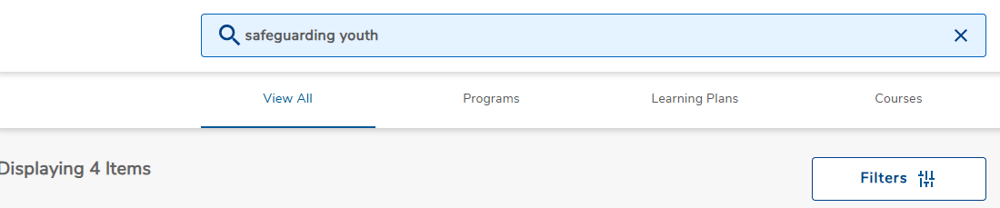 safeguarding youth
View All Programs Learning Plans Courses
Displaying 4 Items
Filters